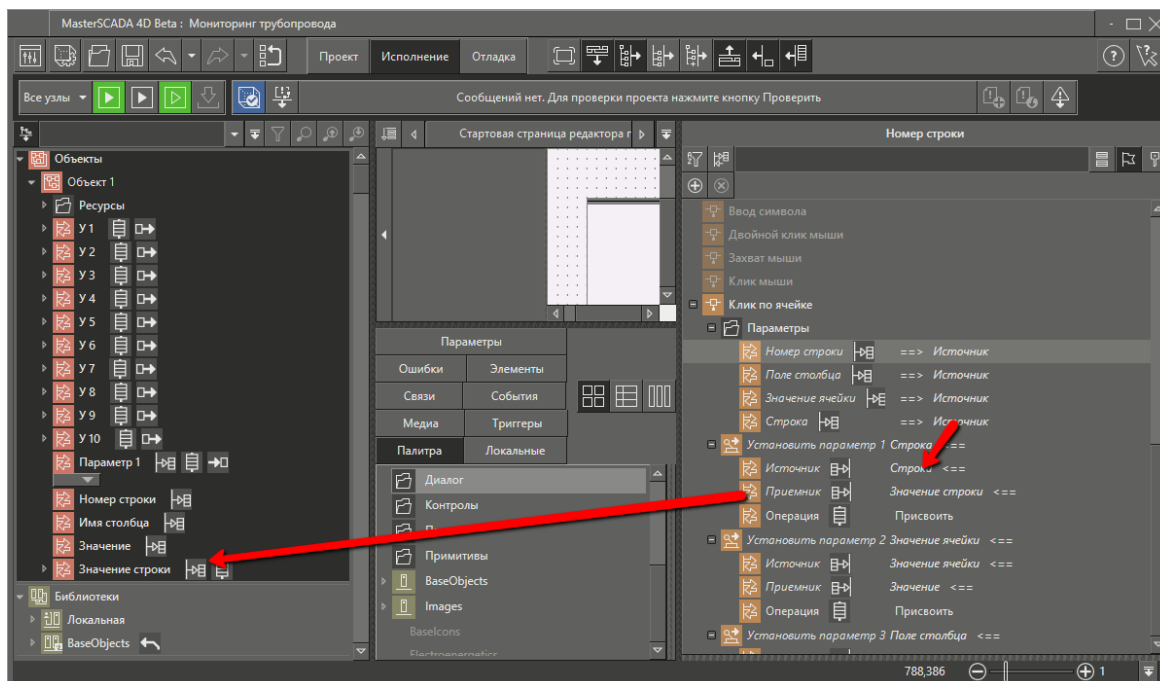 MasterSCADA 4D Beta : Мониторинг трубопровода
Проект
Исполнение
Отладка
Все узлы
Сообщений нет. Для проверки проекта нажмите кнопку Проверить
Объекты
Объект 1
Ресурсы
У 1
У 2
У 3
У 4
У 5
У 6
У 7
У 8
У 9
У 10
Параметр 1
Номер строки
Имя столбца
Значение
Значение строки
Библиотеки
Локальная
BaseObjects
Стартовая страница редактора г
Параметры
Ошибки
Элементы
Связи
События
Медиа
Триггеры
Палитра
Локальные
Диалог
Контролы
Примитивы
BaseObjects
Images
BaseIcons
Electroenergetics
Номер строки
Ввод символа
Двойной клик мыши
Захват мыши
Клик мыши
Клик по ячейке
Параметры
Номер строки ==> Источник
Поле столбца ==> Источник
Значение ячейки ==> Источник
Строка ==> Источник
Установить параметр 1 Строка <==
Источник Строка <==
Приемник Значение строки <==
Операция Присвоить
Установить параметр 2 Значение ячейки <==
Источник Значение ячейки <==
Приемник Значение <==
Операция Присвоить
Установить параметр 3 Поле столбца <==
788,386
1